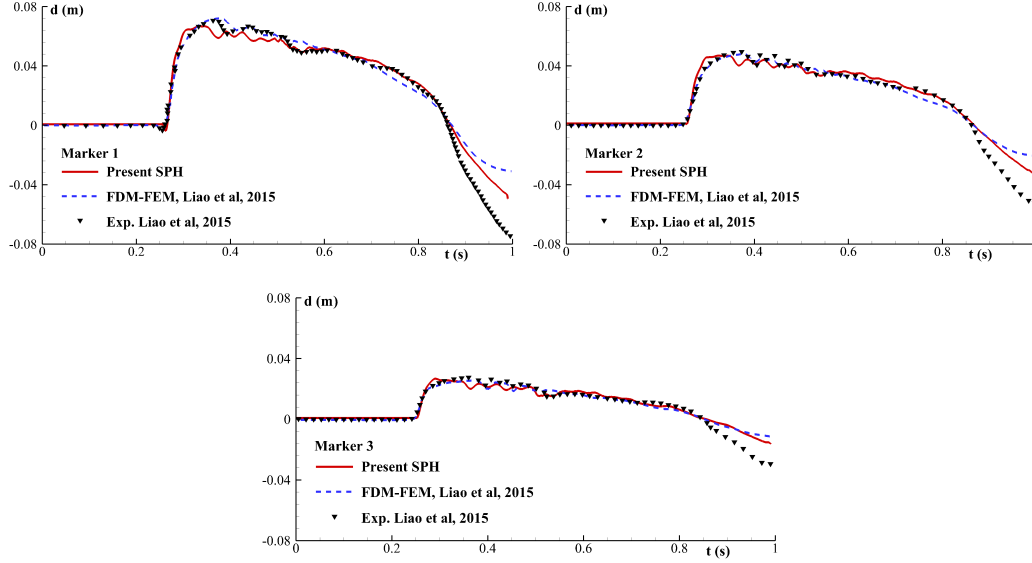 d (m)
0.08
0.04
0
-0.04
-0.08
Marker 1
Present SPH
FDM-FEM, Liao et al, 2015
Exp. Liao et al, 2015
0 0.2 0.4 0.6 0.8 1
t (s)
d (m)
0.08
0.04
0
-0.04
-0.08
Marker 2
Present SPH
FDM-FEM, Liao et al, 2015
Exp. Liao et al, 2015
0 0.2 0.4 0.6 0.8
t (s)
d (m)
0.08
0.04
0
-0.04
-0.08
Marker 3
Present SPH
FDM-FEM, Liao et al, 2015
Exp. Liao et al, 2015
0 0.2 0.4 0.6 0.8 1
t (s)